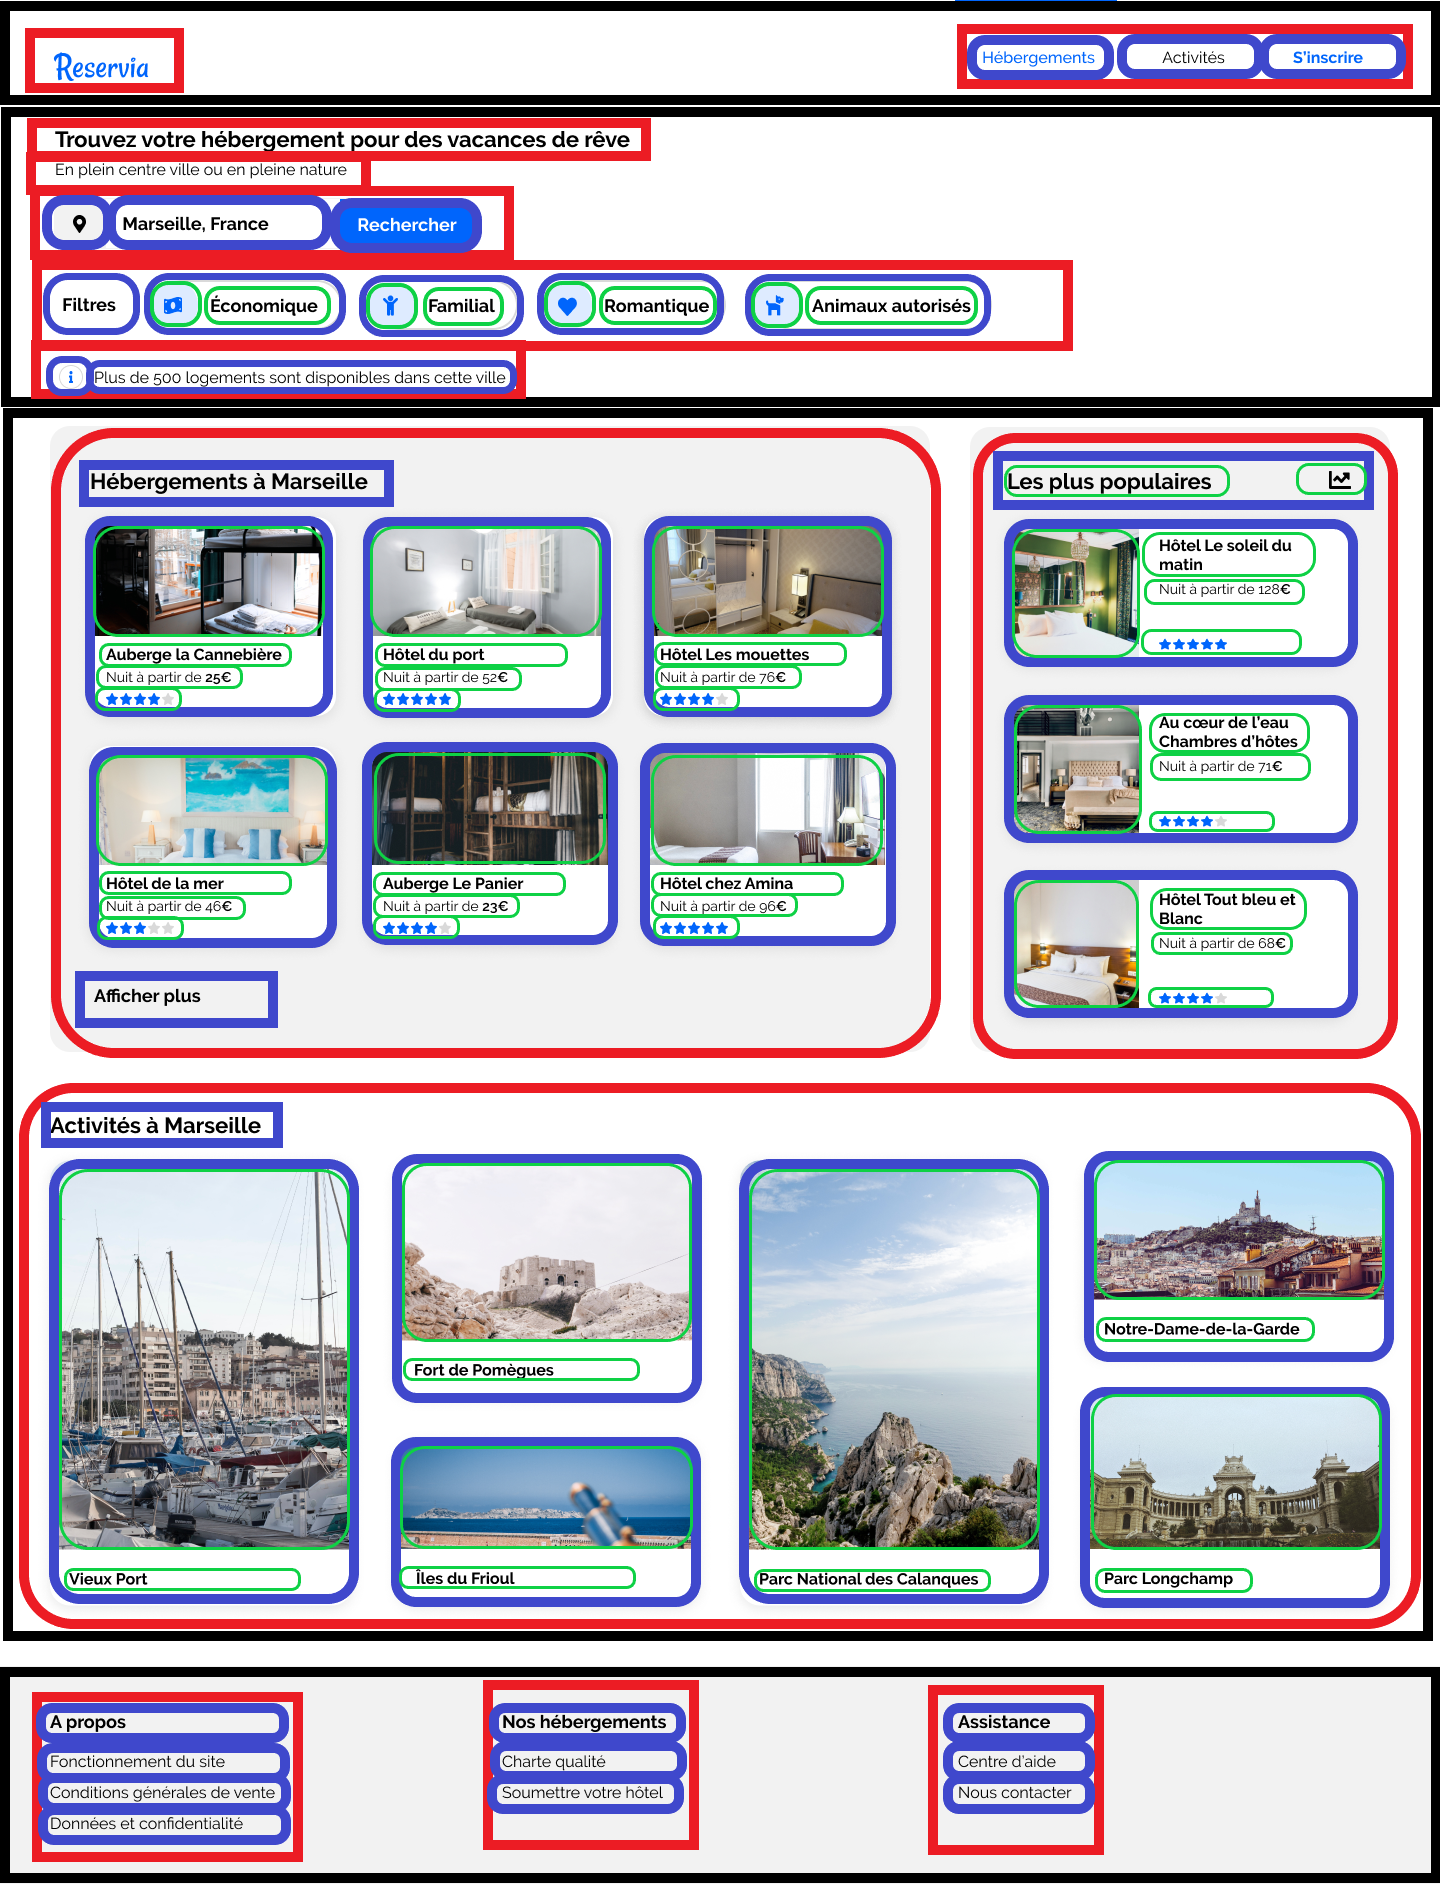 Reservia
Hébergements
Activités
S'inscrire
Trouvez votre hébergement pour des vacances de rêve
En plein centre ville ou en pleine nature
Marseille, France
Rechercher
Filtres
Économique
Familial
Romantique
Animaux autorisés
Plus de 500 logements sont disponibles dans cette ville
Hébergements à Marseille
Auberge la Cannebière
Nuit à partir de 25€
Hôtel du port
Nuit à partir de 52€
Hôtel Les mouettes
Nuit à partir de 76€
Hôtel de la mer
Nuit à partir de 46€
Auberge Le Panier
Nuit à partir de 23€
Hôtel chez Amina
Nuit à partir de 96€
Afficher plus
Les plus populaires
Hôtel Le soleil du
matin
Nuit à partir de 128€
Au cœur de l'eau
Chambres d'hôtes
Nuit à partir de 71€
Hôtel Tout bleu et
Blanc
Nuit à partir de 68€
Activités à Marseille
Vieux Port
Fort de Pomègues
Îles du Frioul
Parc National des Calanques
Notre-Dame-de-la-Garde
Parc Longchamp
A propos
Fonctionnement du site
Conditions générales de vente
Données et confidentialité
Nos hébergements
Charte qualité
Soumettre votre hôtel
Assistance
Centre d'aide
Nous contacter